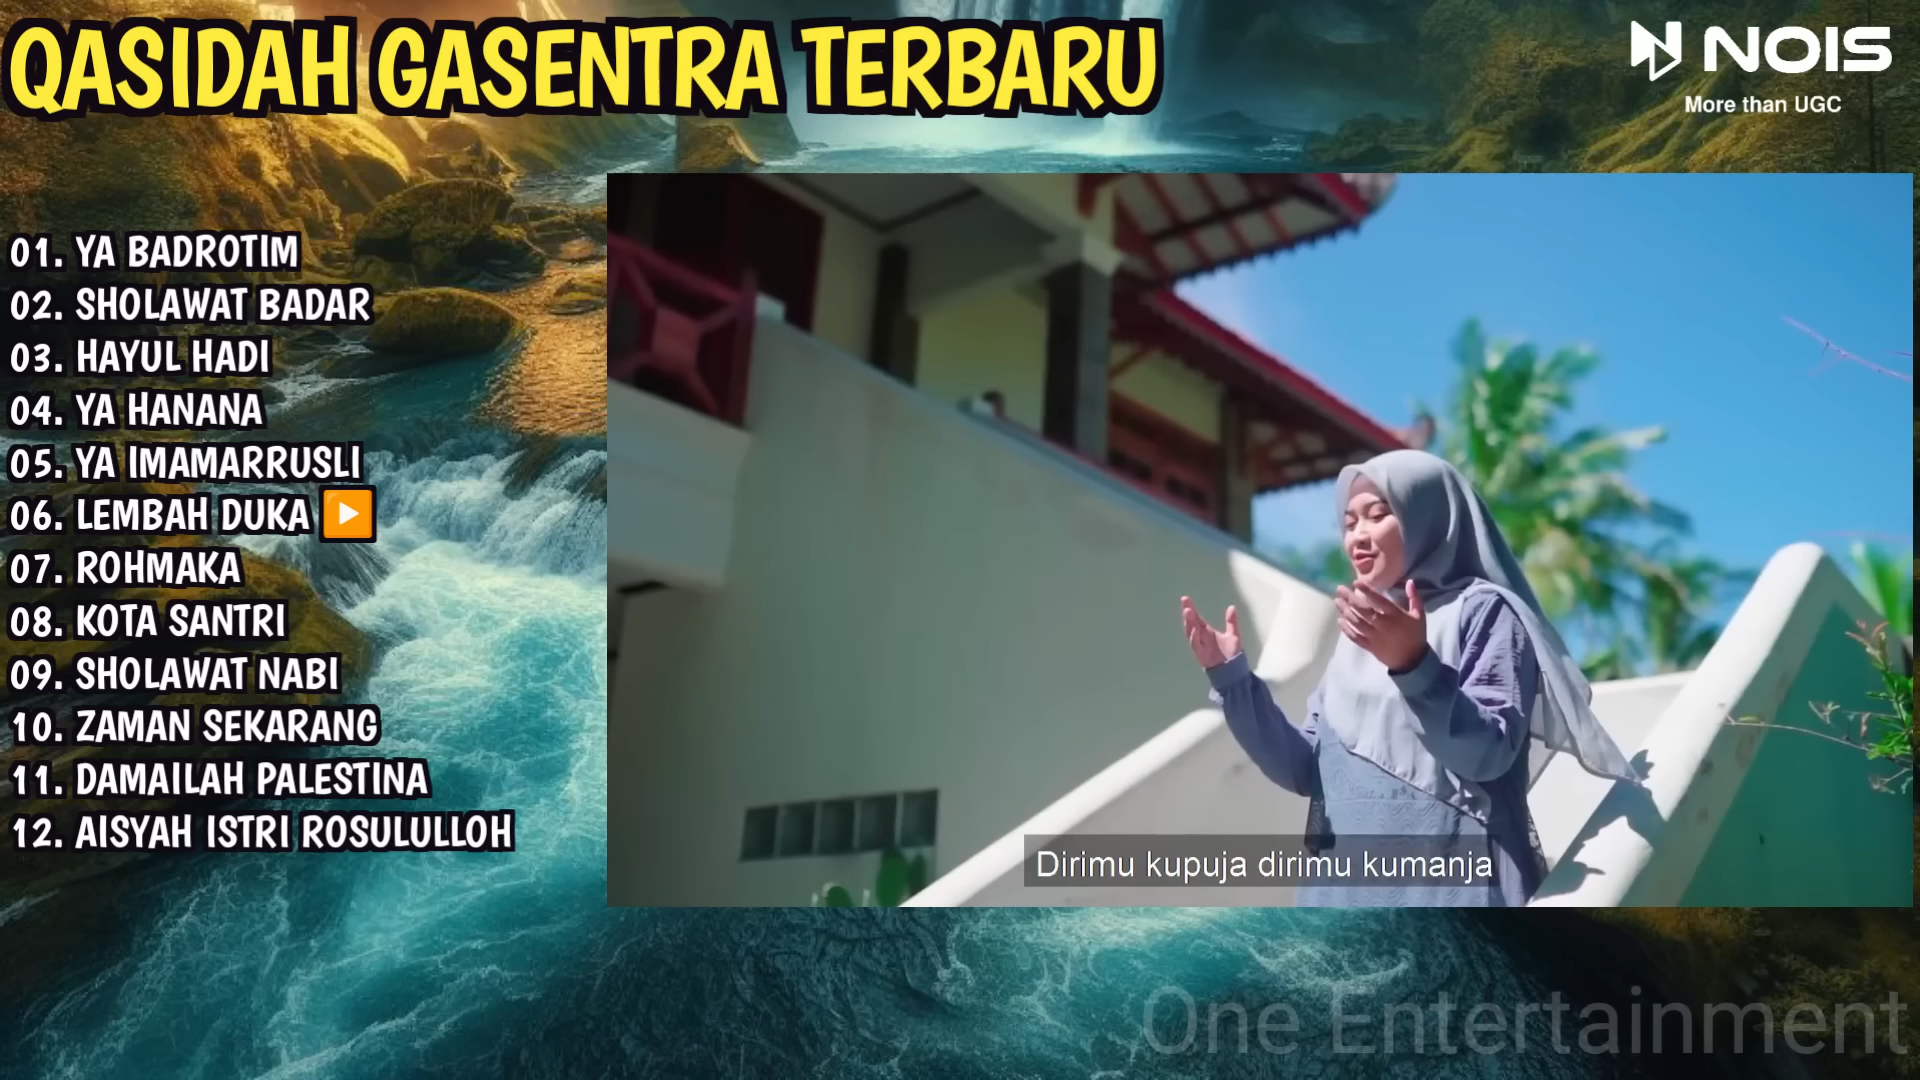 QASIDAH GASENTRA TERBARU
NOIS
More than UGC
01. YA BADROTIM
02. SHOLAWAT BADAR
03. HAYUL HADI
04. YA HANANA
05. YA IMAMARRUSLI
06. LEMBAH DUKA
07. ROHMAKA
08. KOTA SANTRI
09. SHOLAWAT NABI
10. ZAMAN SEKARANG
11. DAMAILAH PALESTINA
12. AISYAH ISTRI ROSULULLOH
Dirimu kupuja dirimu kumanja
One Entertainment